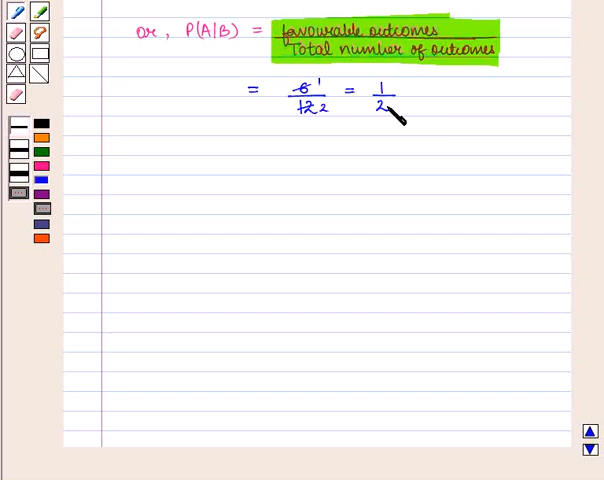 or, P(A|B) = favourable outcomes / Total number of outcomes
= 6 1 / 12 2 = 1 / 2